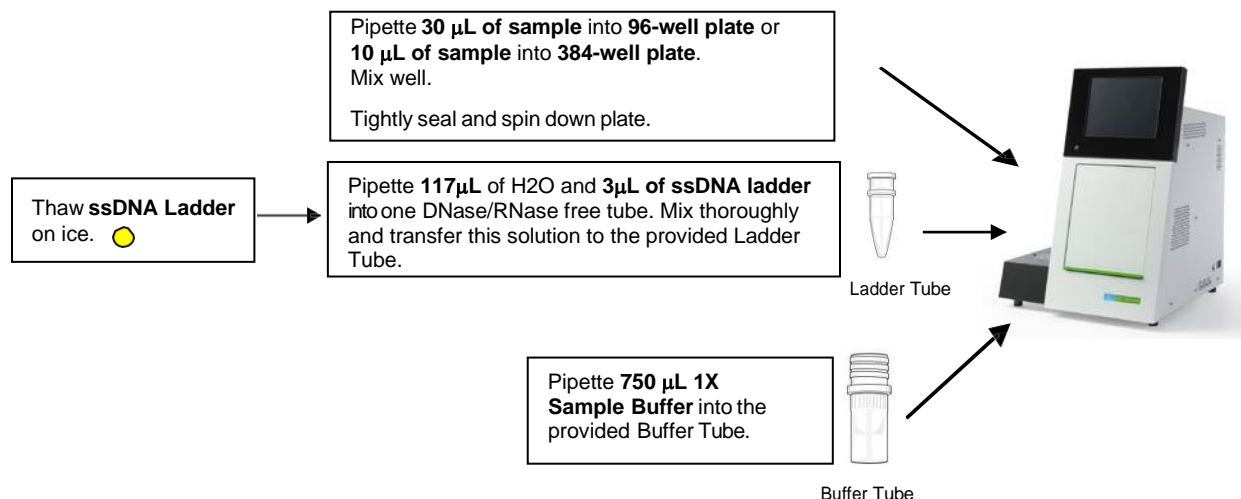 Pipette 30 μL of sample into 96-well plate or
10 μL of sample into 384-well plate.
Mix well.
Tightly seal and spin down plate.
Thaw ssDNA Ladder
on ice.
Pipette 117μL of H2O and 3μL of ssDNA ladder
into one DNase/RNase free tube. Mix thoroughly
and transfer this solution to the provided Ladder
Tube.
Ladder Tube
Pipette 750 μL 1X
Sample Buffer into the
provided Buffer Tube.
Buffer Tube